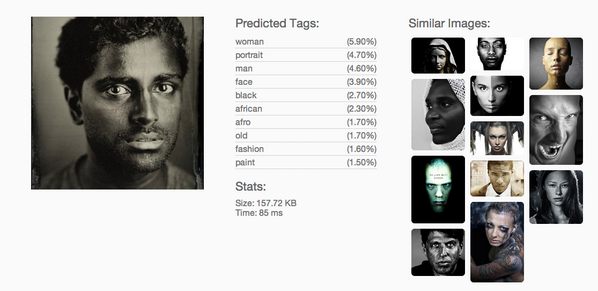 Predicted Tags:
woman (5.90%)
portrait (4.70%)
man (4.60%)
face (3.90%)
black (2.70%)
african (2.30%)
afro (1.70%)
old (1.70%)
fashion (1.60%)
paint (1.50%)
Stats:
Size: 157.72 KB
Time: 85 ms
Similar Images: